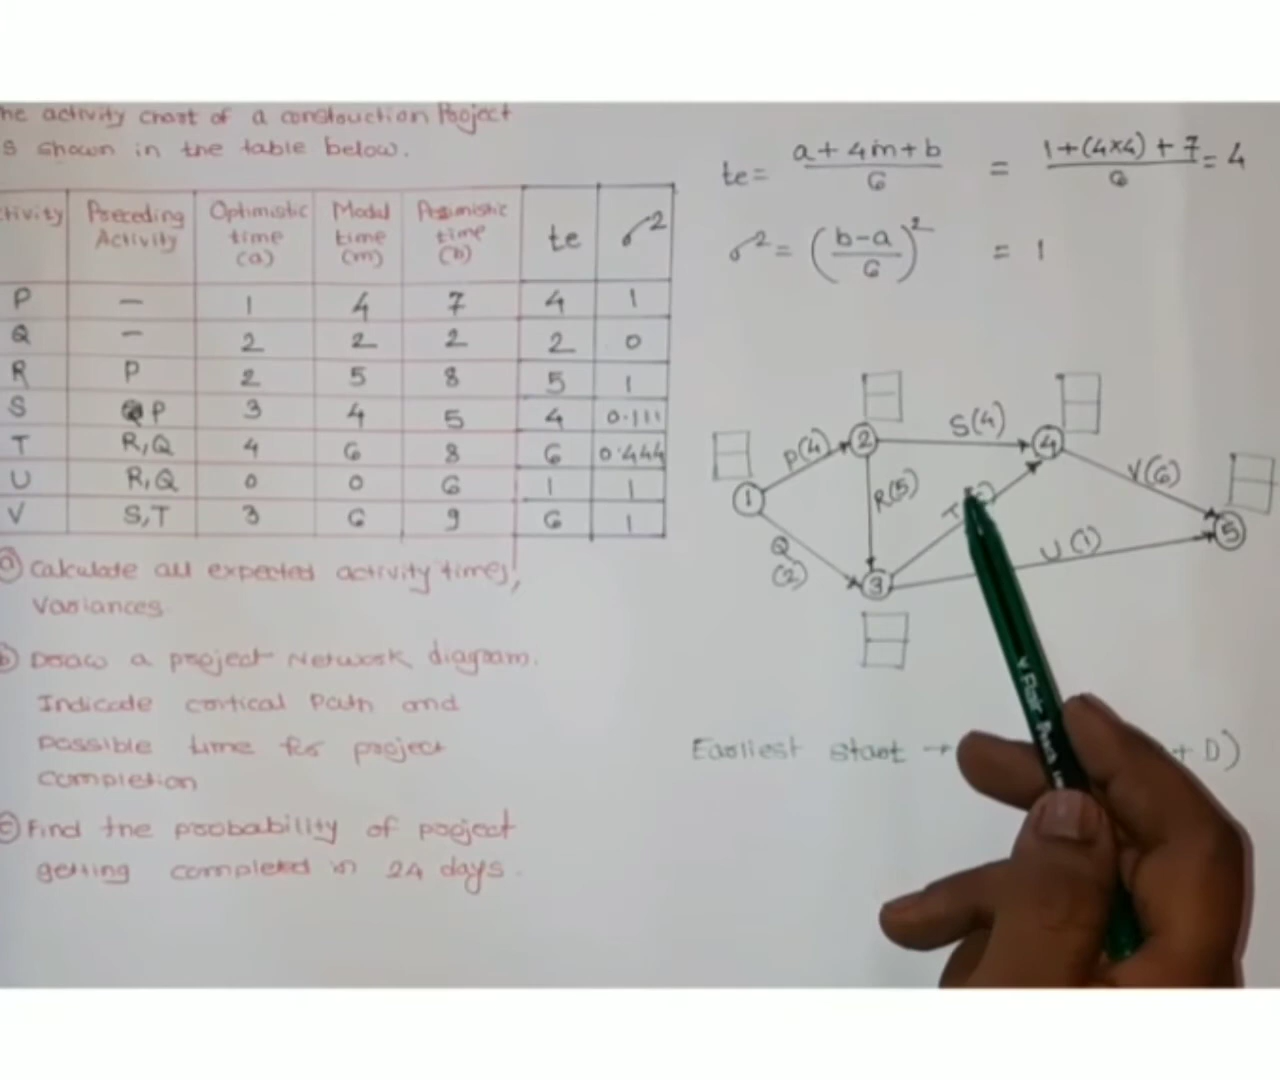 he activity chart of a construction Project
s shown in the table below.
tivity Preceding Activity Optimistic time (a) Modal time (m) Pessimistic time (b) te σ²
P — 1 4 7 4 1
Q — 2 2 2 2 0
R P 2 5 8 5 1
S P 3 4 5 4 0.111
T R,Q 4 6 8 6 0.444
U R,Q 0 0 6 1 1
V S,T 3 6 9 6 1
a) Calculate all expected activity times,
Variances
b) Draw a project Network diagram.
Indicate cortical Path and
possible time for project
completion
c) Find the probability of project
getting completed in 24 days.
te = a + 4m + b / 6 = 1 + (4×4) + 7 / 6 = 4
σ² = (b-a / 6)² = 1
P(4)
S(4)
R(5)
Q (2)
T
V(6)
U(1)
1
2
3
4
5
Earliest start → + D)
V.Flair